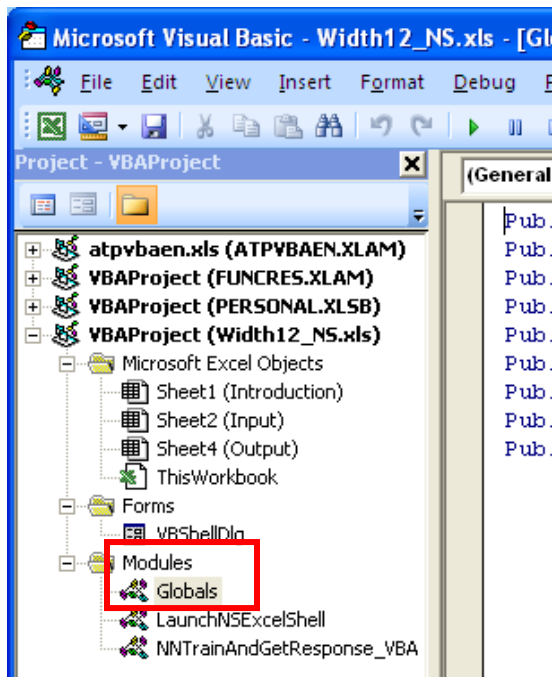 Microsoft Visual Basic - Width12_NS.xls - [Gl
File Edit View Insert Format Debug
Project - VBAProject
(General
atpvbaen.xls (ATPVBAEN.XLAM)
VBAProject (FUNCRES.XLAM)
VBAProject (PERSONAL.XLSB)
VBAProject (Width12_NS.xls)
Microsoft Excel Objects
Sheet1 (Introduction)
Sheet2 (Input)
Sheet4 (Output)
ThisWorkbook
Forms
VBShellDlg
Modules
Globals
LaunchNSExcelShell
NNTrainAndGetResponse_VBA
Pub
Pub
Pub
Pub
Pub
Pub
Pub
Pub
Pub